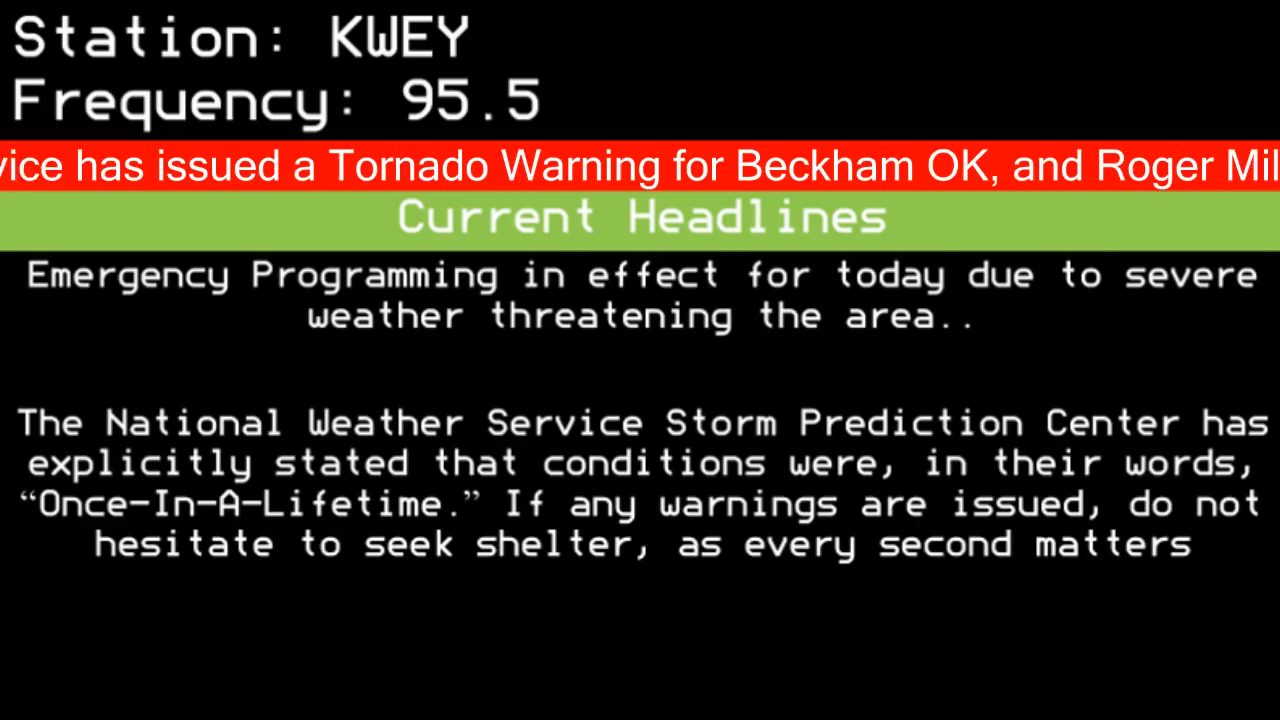 Station: KWEY
Frequency: 95.5
has issued a Tornado Warning for Beckham OK, and Roger
Current Headlines
Emergency Programming in effect for today due to severe
weather threatening the area..
The National Weather Service Storm Prediction Center has
explicitly stated that conditions were, in their words,
“Once-In-A-Lifetime.” If any warnings are issued, do not
hesitate to seek shelter, as every second matters